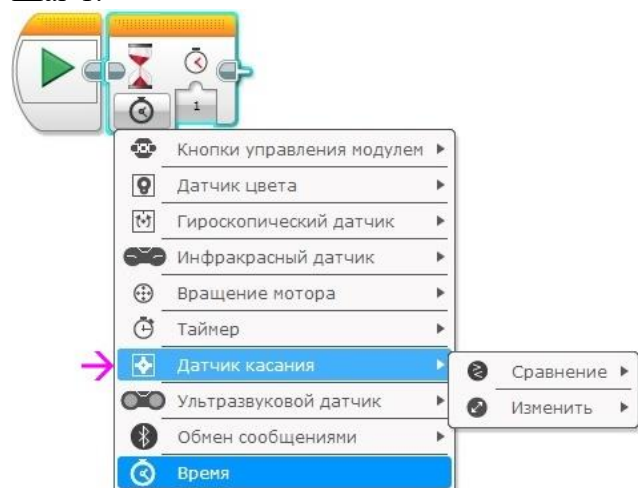 1
Кнопки управления модулем
Датчик цвета
Гироскопический датчик
Инфракрасный датчик
Вращение мотора
Таймер
Датчик касания
Сравнение
Ультразвуковой датчик
Изменить
Обмен сообщениями
Время